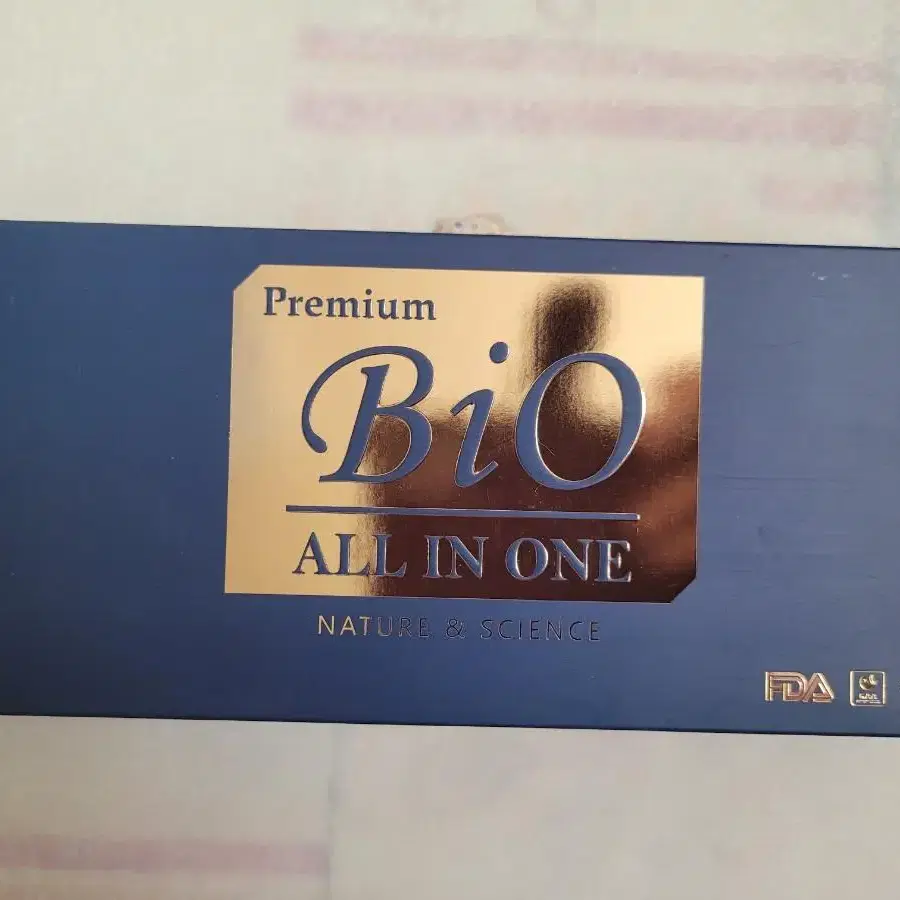 Premium
BiO
ALL IN ONE
NATURE & SCIENCE
FDA